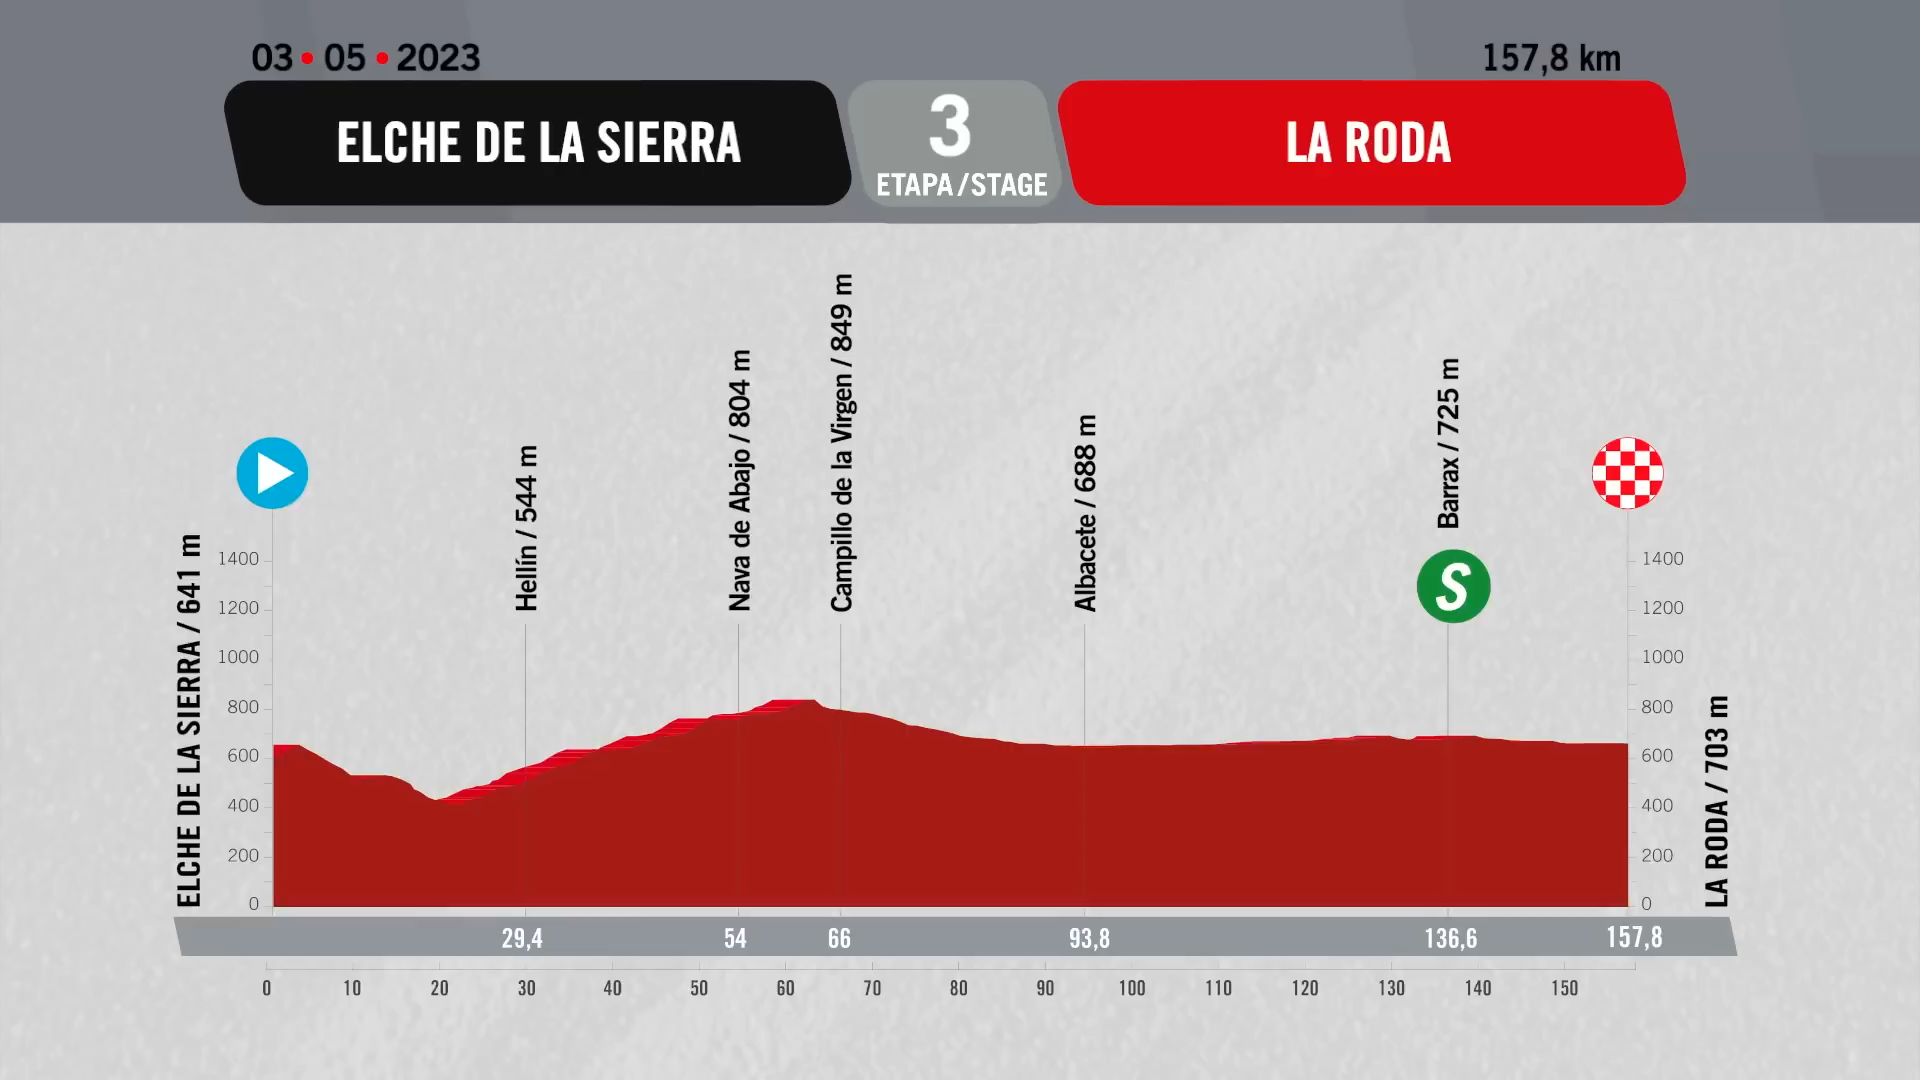 03 • 05 • 2023
157,8 km
ELCHE DE LA SIERRA
3
ETAPA/STAGE
LA RODA
ELCHE DE LA SIERRA / 641 m
Hellín / 544 m
Nava de Abajo / 804 m
Campillo de la Virgen / 849 m
Albacete / 688 m
Barrax / 725 m
S
LA RODA / 703 m
1400
1200
1000
800
600
400
200
0
1400
1200
1000
800
600
400
200
0
29,4 54 66 93,8 136,6 157,8
0 10 20 30 40 50 60 70 80 90 100 110 120 130 140 150